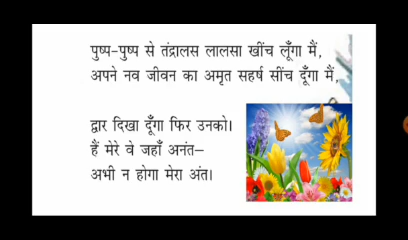 पुष्प-पुष्प से तंद्रालस लालसा खींच लूँगा मैं,
अपने नव जीवन का अमृत सहर्ष सींच दूँगा मैं,
द्वार दिखा दूँगा फिर उनको।
हैं मेरे वे जहाँ अनंत–
अभी न होगा मेरा अंत।